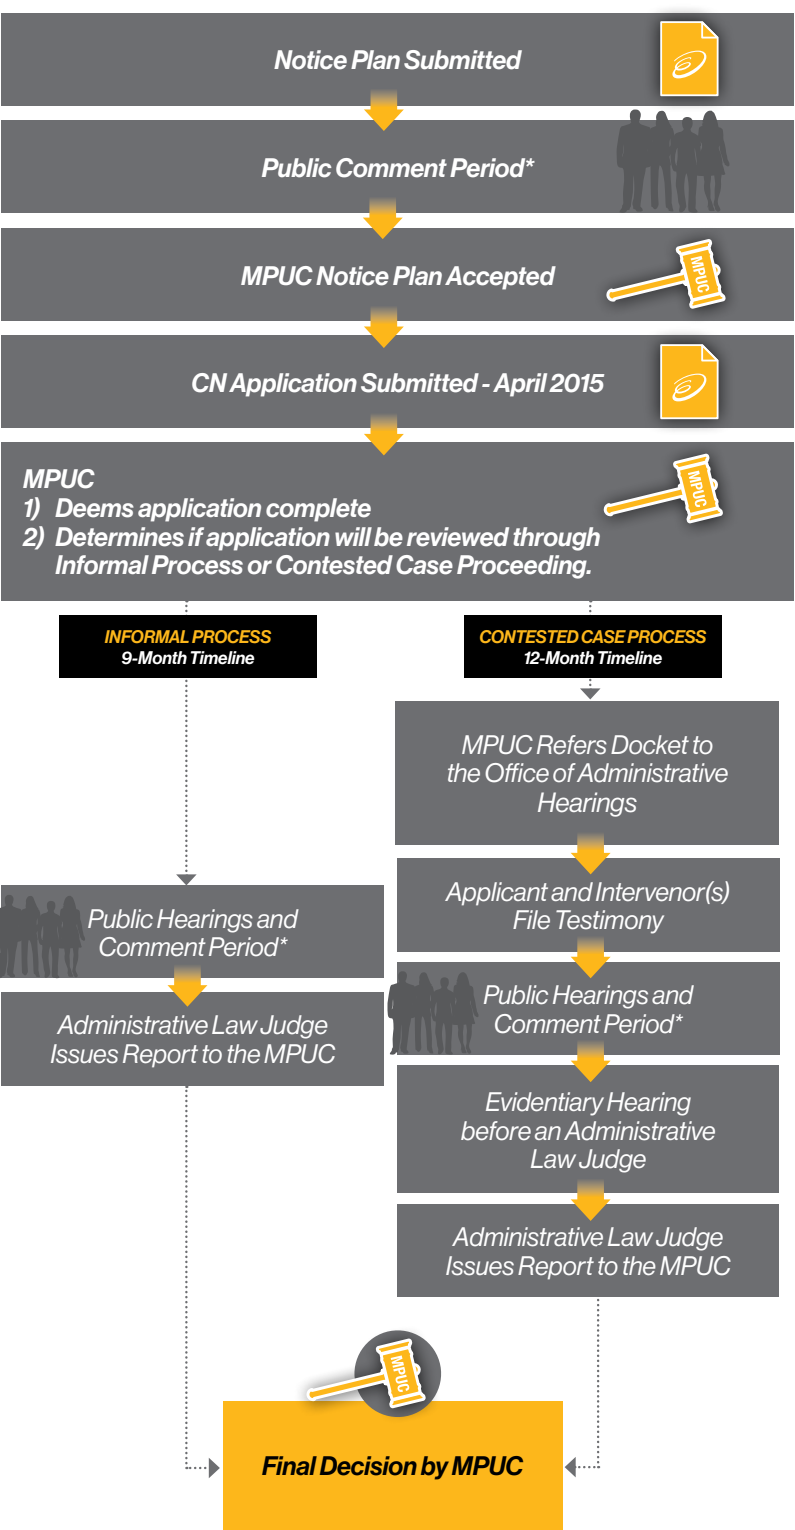 Notice Plan Submitted
Public Comment Period*
MPUC Notice Plan Accepted
MPUC
CN Application Submitted - April 2015
MPUC
1) Deems application complete
2) Determines if application will be reviewed through
Informal Process or Contested Case Proceeding.
MPUC
INFORMAL PROCESS
9-Month Timeline
CONTESTED CASE PROCESS
12-Month Timeline
MPUC Refers Docket to
the Office of Administrative
Hearings
Applicant and Intervenor(s)
File Testimony
Public Hearings and
Comment Period*
Administrative Law Judge
Issues Report to the MPUC
Public Hearings and
Comment Period*
Evidentiary Hearing
before an Administrative
Law Judge
Administrative Law Judge
Issues Report to the MPUC
MPUC
Final Decision by MPUC